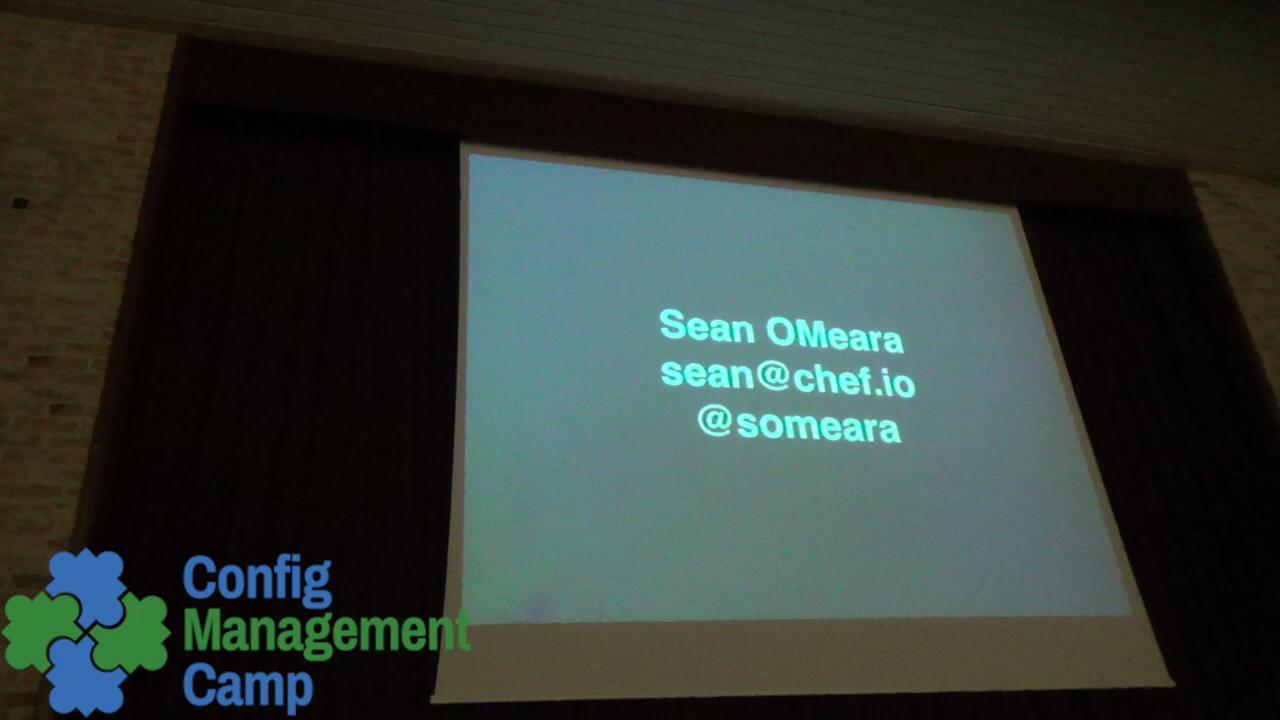 Sean OMeara
sean@chef.io
@someara
Config
Management
Camp